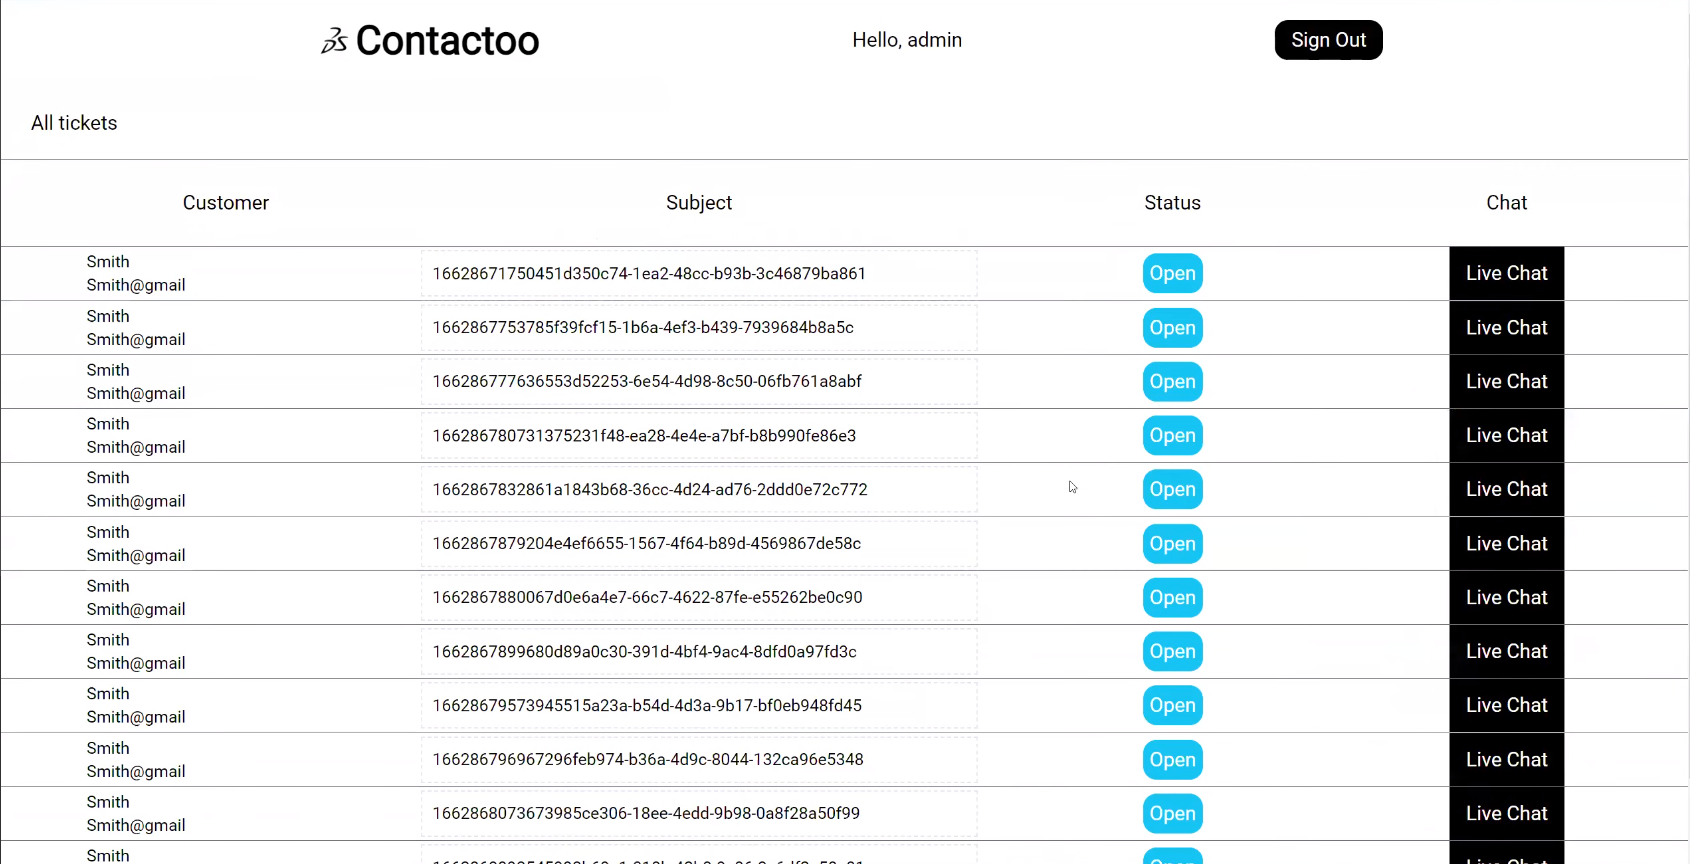 Contactoo
Hello, admin
Sign Out
All tickets
Customer Subject Status Chat
Smith
Smith@gmail
16628671750451d350c74-1ea2-48cc-b93b-3c46879ba861 Open Live Chat
Smith
Smith@gmail
1662867753785f39fcf15-1b6a-4ef3-b439-7939684b8a5c Open Live Chat
Smith
Smith@gmail
166286777636553d52253-6e54-4d98-8c50-06fb761a8abf Open Live Chat
Smith
Smith@gmail
166286780731375231f48-ea28-4e4e-a7bf-b8b990fe86e3 Open Live Chat
Smith
Smith@gmail
1662867832861a1843b68-36cc-4d24-ad76-2ddd0e72c772 Open Live Chat
Smith
Smith@gmail
1662867879204e4ef6655-1567-4f64-b89d-4569867de58c Open Live Chat
Smith
Smith@gmail
1662867880067d0e6a4e7-66c7-4622-87fe-e55262be0c90 Open Live Chat
Smith
Smith@gmail
1662867899680d89a0c30-391d-4bf4-9ac4-8dfd0a97fd3c Open Live Chat
Smith
Smith@gmail
16628679573945515a23a-b54d-4d3a-9b17-bf0eb948fd45 Open Live Chat
Smith
Smith@gmail
166286796967296feb974-b36a-4d9c-8044-132ca96e5348 Open Live Chat
Smith
Smith@gmail
1662868073673985ce306-18ee-4edd-9b98-0a8f28a50f99 Open Live Chat
Smith
Open Live Chat